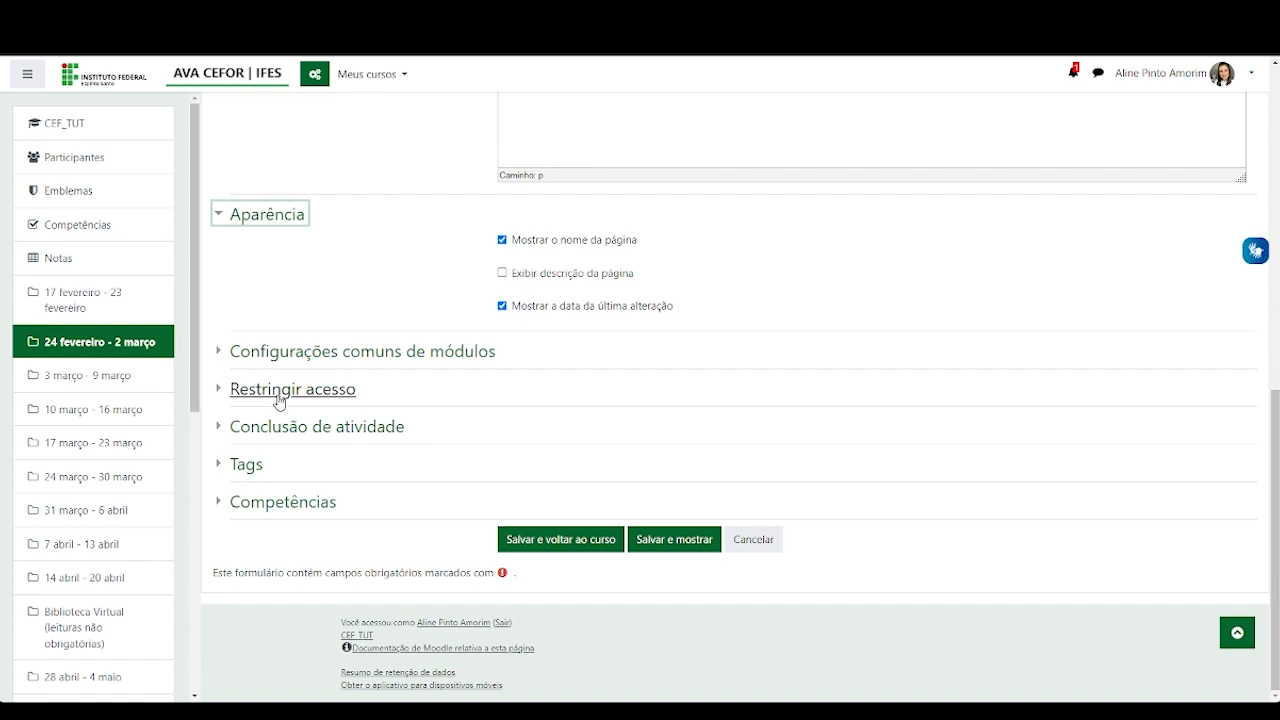 INSTITUTO FEDERAL
Espírito Santo
AVA CEFOR | IFES
Meus cursos
1
Aline Pinto Amorim
CEF_TUT
Participantes
Emblemas
Competências
Notas
17 fevereiro - 23
fevereiro
24 fevereiro - 2 março
3 março - 9 março
10 março - 16 março
17 março - 23 março
24 março - 30 março
31 março - 6 abril
7 abril - 13 abril
14 abril - 20 abril
Biblioteca Virtual
(leituras não
obrigatórias)
28 abril - 4 maio
Caminho: p
Aparência
Mostrar o nome da página
Exibir descrição da página
Mostrar a data da última alteração
Configurações comuns de módulos
Restringir acesso
Conclusão de atividade
Tags
Competências
Salvar e voltar ao curso
Salvar e mostrar
Cancelar
Este formulário contém campos obrigatórios marcados com .
Você acessou como Aline Pinto Amorim (Sair)
CEF_TUT
Documentação de Moodle relativa a esta página
Resumo de retenção de dados
Obter o aplicativo para dispositivos móveis